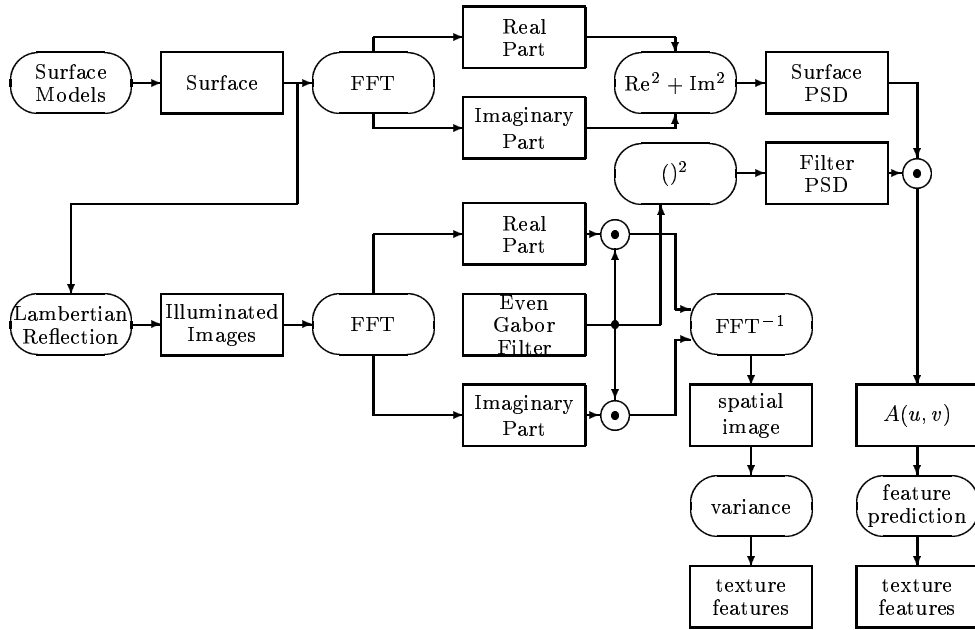 Real
Part
Surface
Models
Surface
FFT
Re² + Im²
Surface
PSD
Imaginary
Part
()²
Filter
PSD
Real
Part
Lambertian
Reflection
Illuminated
Images
FFT
Even
Gabor
Filter
FFT⁻¹
Imaginary
Part
spatial
image
A(u, v)
variance
feature
prediction
texture
features
texture
features